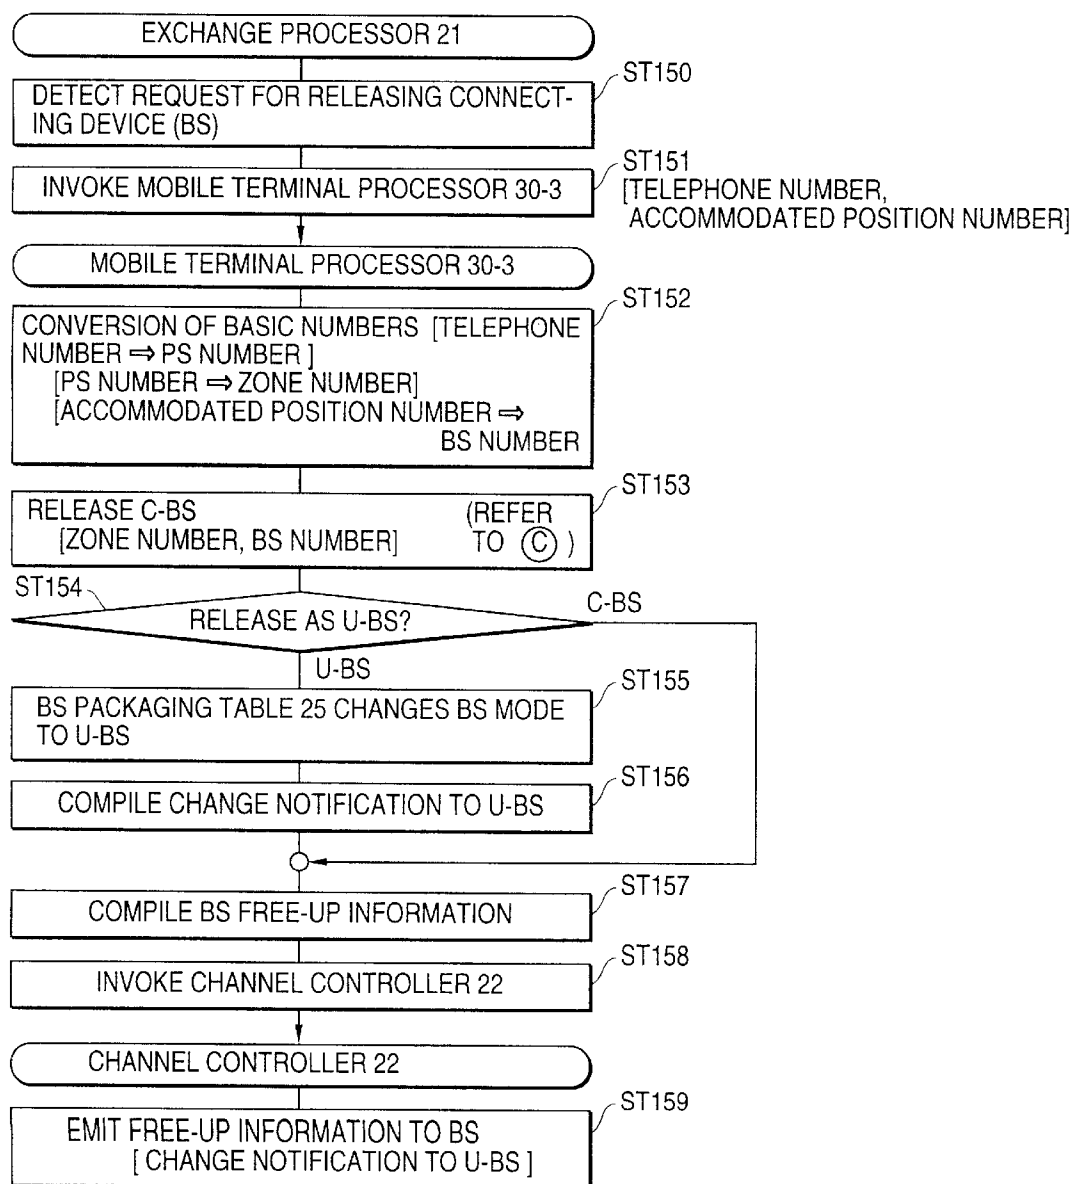 EXCHANGE PROCESSOR 21
ST150
DETECT REQUEST FOR RELEASING CONNECT-
ING DEVICE (BS)
ST151
INVOKE MOBILE TERMINAL PROCESSOR 30-3
[TELEPHONE NUMBER,
ACCOMMODATED POSITION NUMBER]
MOBILE TERMINAL PROCESSOR 30-3
ST152
CONVERSION OF BASIC NUMBERS [TELEPHONE
NUMBER ⇒ PS NUMBER ]
[PS NUMBER ⇒ ZONE NUMBER]
[ACCOMMODATED POSITION NUMBER ⇒
BS NUMBER
ST153
RELEASE C-BS (REFER
[ZONE NUMBER, BS NUMBER] TO Ⓒ )
ST154
C-BS
RELEASE AS U-BS?
U-BS
ST155
BS PACKAGING TABLE 25 CHANGES BS MODE
TO U-BS
ST156
COMPILE CHANGE NOTIFICATION TO U-BS
ST157
COMPILE BS FREE-UP INFORMATION
ST158
INVOKE CHANNEL CONTROLLER 22
CHANNEL CONTROLLER 22
ST159
EMIT FREE-UP INFORMATION TO BS
[ CHANGE NOTIFICATION TO U-BS ]